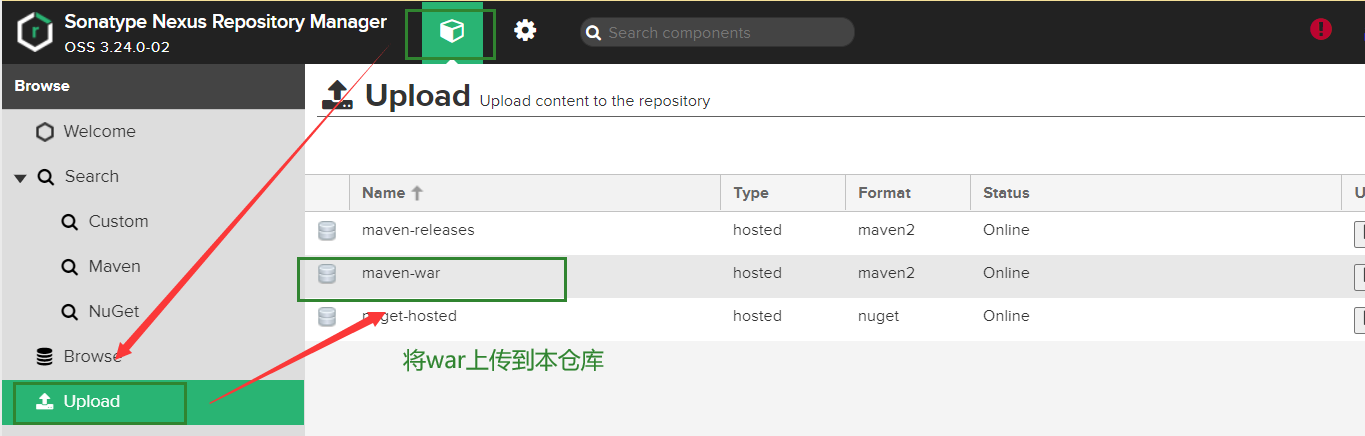 Sonatype Nexus Repository Manager
OSS 3.24.0-02
Search components
Browse
Welcome
Search
Custom
Maven
NuGet
Browse
Upload
Upload Upload content to the repository
Name Type Format Status
maven-releases hosted maven2 Online
maven-war hosted maven2 Online
nuget-hosted hosted nuget Online
将war上传到本仓库